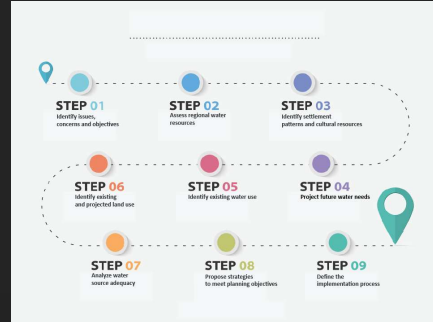 STEP 01
Identify issues,
concerns and objectives
STEP 02
Assess regional water
resources
STEP 03
Identify settlement
patterns and cultural resources
STEP 04
Project future water needs
STEP 05
Identify existing water use
STEP 06
Identify existing
and projected land use
STEP 07
Analyze water
source adequacy
STEP 08
Propose strategies
to meet planning objectives
STEP 09
Define the
implementation process